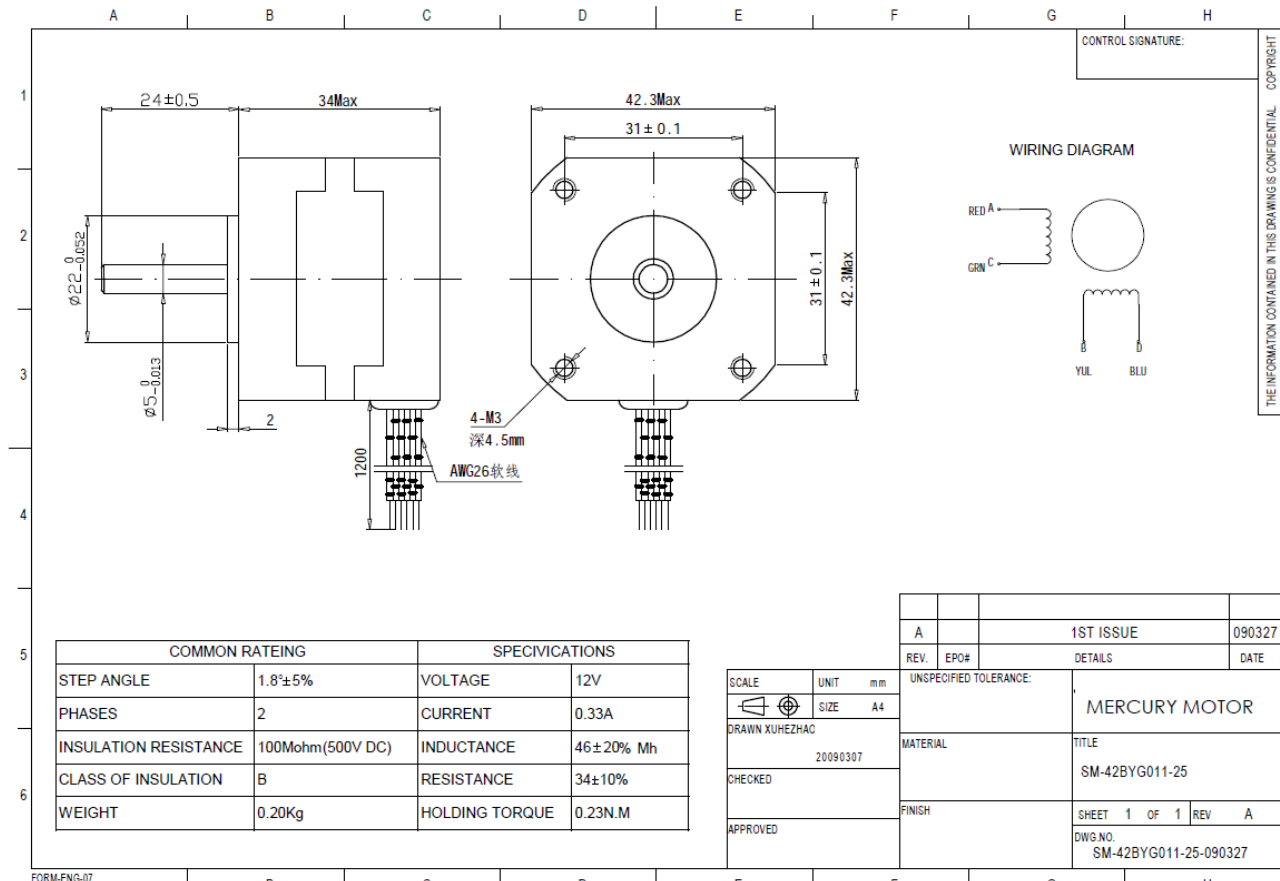 A B C D E F G H
CONTROL SIGNATURE:
THE INFORMATION CONTAINED IN THIS DRAWING IS CONFIDENTIAL COPYRIGHT
1
2
3
4
5
6
24±0.5
34Max
42.3Max
31±0.1
Ø22 0 -0.052
Ø5 0 -0.013
2
1200
31±0.1
42.3Max
4-M3
深4.5mm
AWG26软线
WIRING DIAGRAM
RED A
GRN C
B D
YUL BLU
COMMON RATEING SPECIVICATIONS
STEP ANGLE 1.8°±5% VOLTAGE 12V
PHASES 2 CURRENT 0.33A
INSULATION RESISTANCE 100Mohm(500V DC) INDUCTANCE 46±20% Mh
CLASS OF INSULATION B RESISTANCE 34±10%
WEIGHT 0.20Kg HOLDING TORQUE 0.23N.M
A 1ST ISSUE 090327
REV. EPO# DETAILS DATE
SCALE UNIT mm
SIZE A4
DRAWN XUHEZHAO
20090307
CHECKED
APPROVED
UNSPECIFIED TOLERANCE:
MATERIAL
FINISH
MERCURY MOTOR
TITLE
SM-42BYG011-25
SHEET 1 OF 1 REV A
DWG.NO.
SM-42BYG011-25-090327
FORM-ENG-07